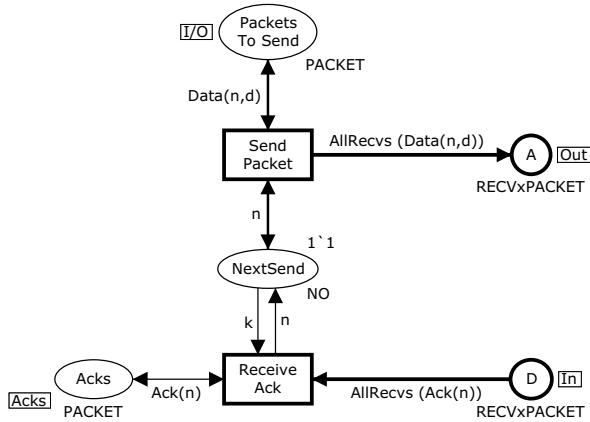 Packets
To Send
I/O
PACKET
Data(n,d)
Send
Packet
AllRecvs (Data(n,d))
A
Out
RECVxPACKET
n
1`1
NextSend
NO
k
n
Receive
Ack
Acks
Ack(n)
Acks
PACKET
AllRecvs (Ack(n))
D
In
RECVxPACKET